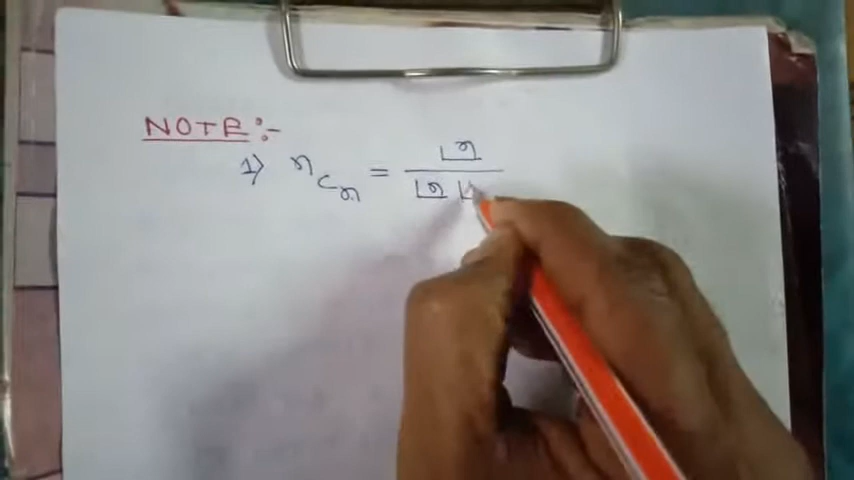 NOTE:-
1) ⁿCₙ = ∟n / ∟n ∟